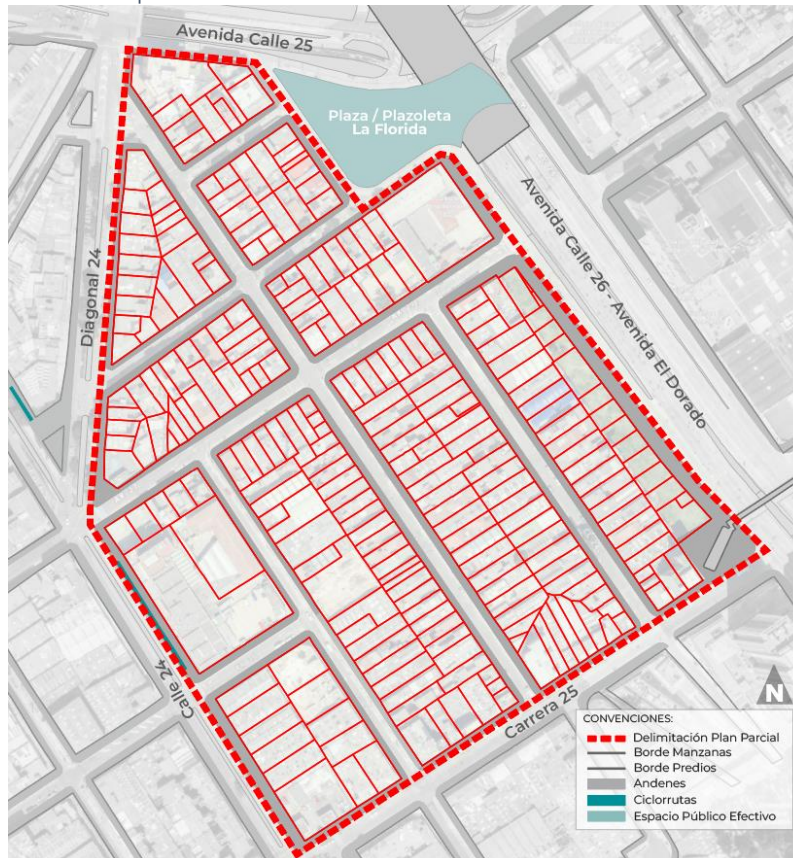 Avenida Calle 25
Plaza / Plazoleta
La Florida
Avenida Calle 26 - Avenida El Dorado
Diagonal 24
Calle 24
Carrera 25
N
CONVENCIONES:
Delimitación Plan Parcial
Borde Manzanas
Borde Predios
Andenes
Ciclorrutas
Espacio Público Efectivo